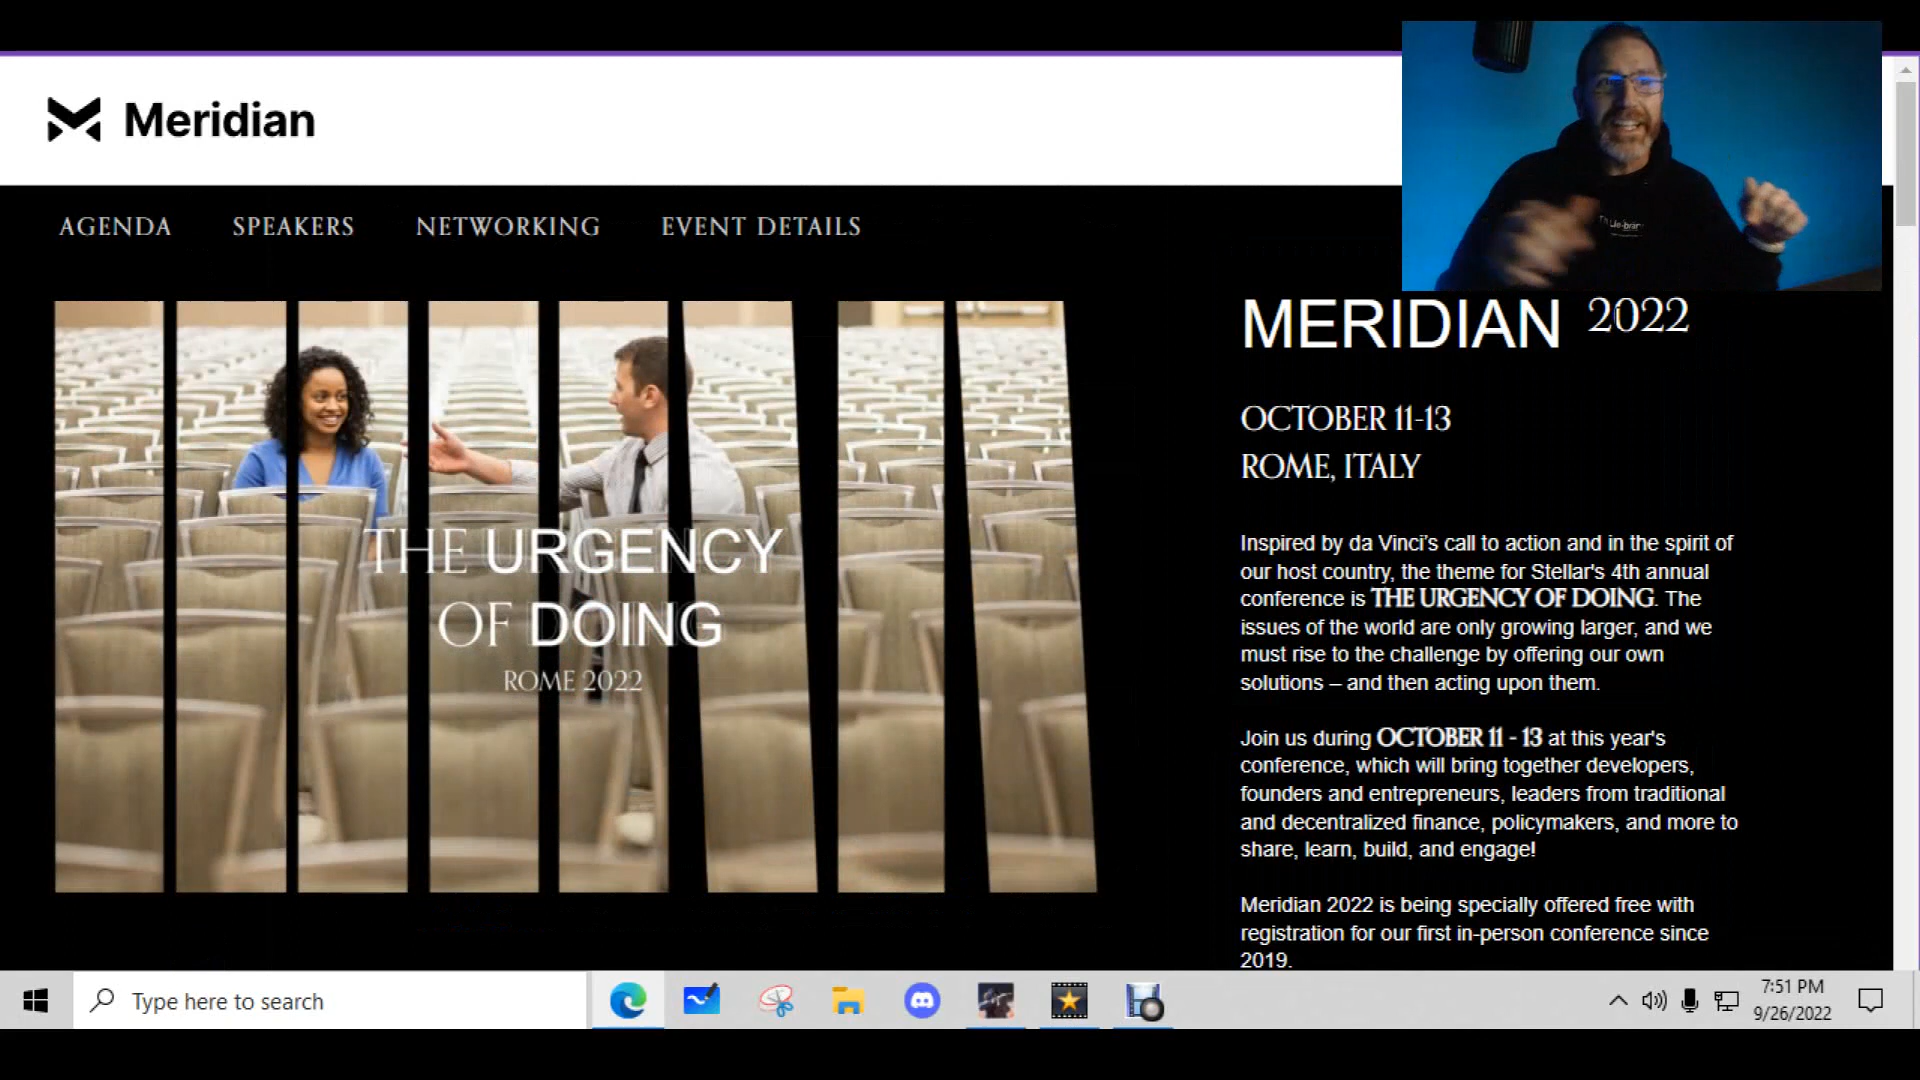 Meridian
AGENDA SPEAKERS NETWORKING EVENT DETAILS
THE URGENCY
OF DOING
ROME 2022
MERIDIAN 2022
OCTOBER 11-13
ROME, ITALY
Inspired by da Vinci's call to action and in the spirit of
our host country, the theme for Stellar's 4th annual
conference is THE URGENCY OF DOING. The
issues of the world are only growing larger, and we
must rise to the challenge by offering our own
solutions – and then acting upon them.
Join us during OCTOBER 11 - 13 at this year's
conference, which will bring together developers,
founders and entrepreneurs, leaders from traditional
and decentralized finance, policymakers, and more to
share, learn, build, and engage!
Meridian 2022 is being specially offered free with
registration for our first in-person conference since
2019.
Type here to search
7:51 PM
9/26/2022